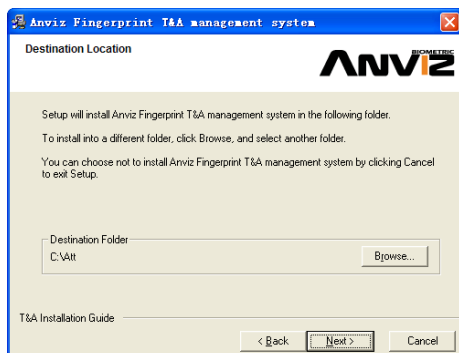 Anviz Fingerprint T&A management system
Destination Location
BIOMETRIC
ANViZ
Setup will install Anviz Fingerprint T&A management system in the following folder.
To install into a different folder, click Browse, and select another folder.
You can choose not to install Anviz Fingerprint T&A management system by clicking Cancel
to exit Setup.
Destination Folder
C:\Att
Browse...
T&A Installation Guide
< Back
Next >
Cancel